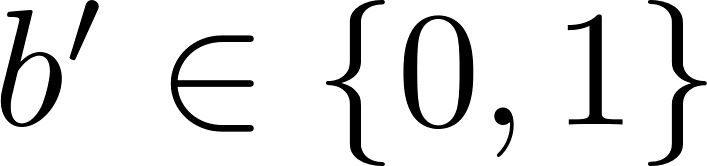 b′ ∈ {0, 1}